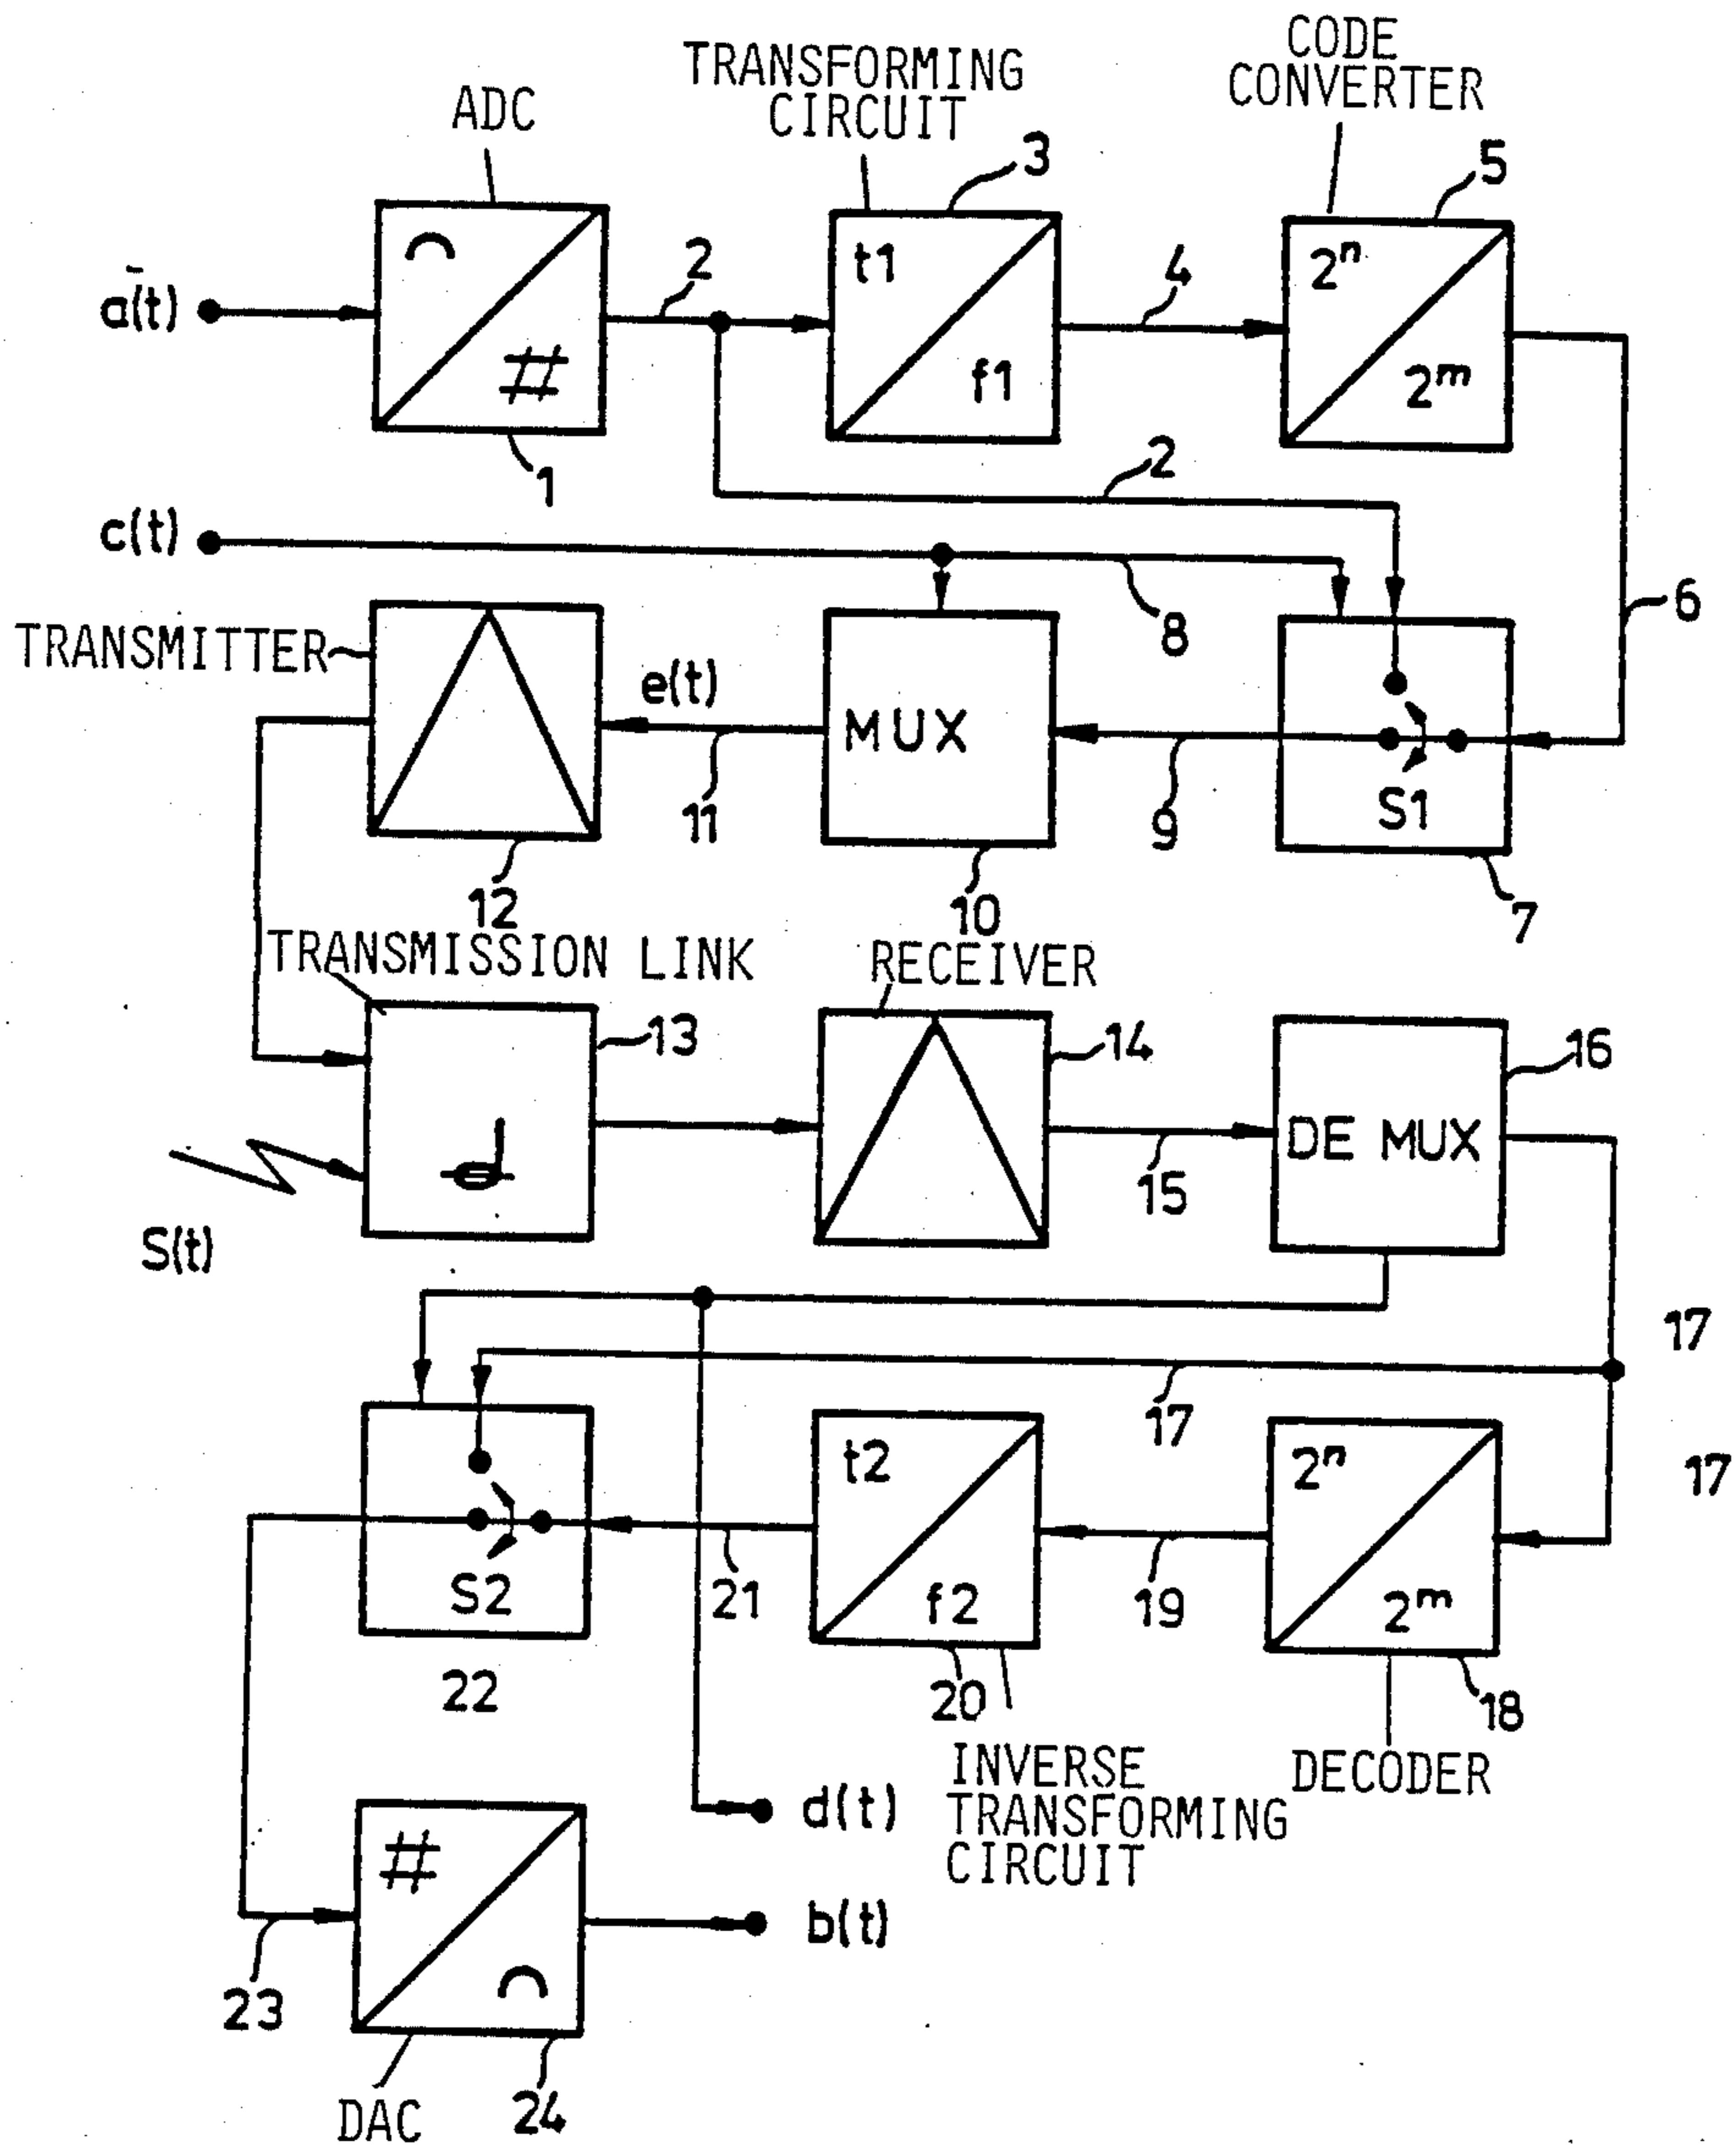 CODE
CONVERTER
TRANSFORMING
CIRCUIT
ADC
3
5
t1
f1
2ⁿ
2ᵐ
#
a(t)
2
4
1
2
c(t)
8
6
TRANSMITTER
e(t)
MUX
S1
11
9
12
10
7
TRANSMISSION LINK
RECEIVER
13
14
16
DE MUX
15
S(t)
17
17
17
t2
f2
2ⁿ
2ᵐ
S2
21
19
22
20
18
INVERSE
TRANSFORMING
CIRCUIT
DECODER
d(t)
#
b(t)
23
24
DAC